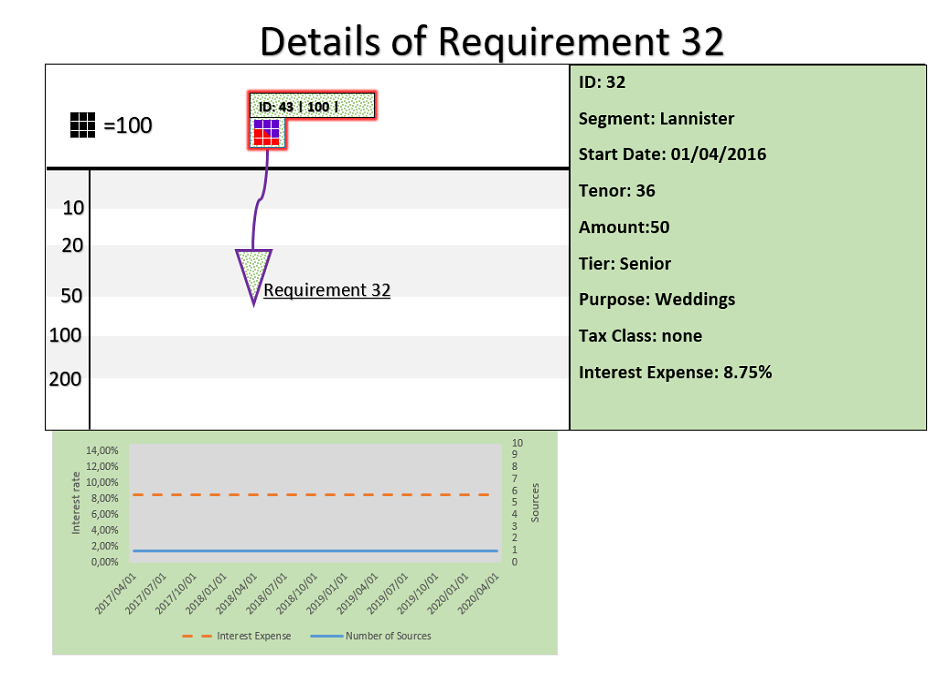 Details of Requirement 32
=100
ID: 43 | 100 |
10
20
50
100
200
Requirement 32
ID: 32
Segment: Lannister
Start Date: 01/04/2016
Tenor: 36
Amount:50
Tier: Senior
Purpose: Weddings
Tax Class: none
Interest Expense: 8.75%
Interest rate
14,00%
12,00%
10,00%
8,00%
6,00%
4,00%
2,00%
0,00%
10
9
8
7
6
5
4
3
2
1
0
Sources
2017/04/01
2017/07/01
2017/10/01
2018/01/01
2018/04/01
2018/07/01
2018/10/01
2019/01/01
2019/04/01
2019/07/01
2019/10/01
2020/01/01
2020/04/01
Interest Expense
Number of Sources